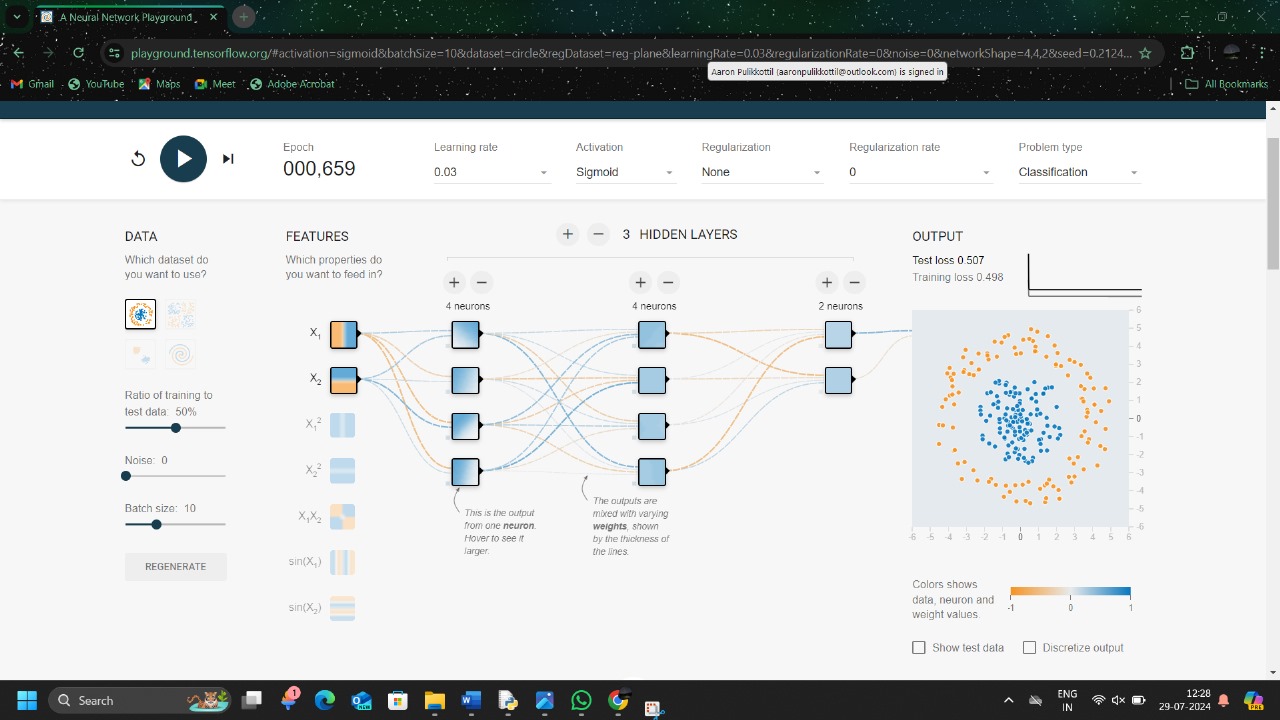 A Neural Network Playground
playground.tensorflow.org/#activation=sigmoid&batchSize=10&dataset=circle&regDataset=reg-plane&learningRate=0.03&regularizationRate=0&noise=0&networkShape=4,4,2&seed=0.2124...
Aaron Pulikkottil (aaronpulikkottil@outlook.com) is signed in
Gmail YouTube Maps Meet Adobe Acrobat All Bookmarks
Epoch Learning rate Activation Regularization Regularization rate Problem type
000,659 0.03 Sigmoid None 0 Classification
DATA
Which dataset do
you want to use?
Ratio of training to
test data: 50%
Noise: 0
Batch size: 10
REGENERATE
FEATURES
Which properties do
you want to feed in?
X1
X2
X1²
X2²
X1X2
sin(X1)
sin(X2)
+ − 3 HIDDEN LAYERS
+ − + − + −
4 neurons 4 neurons 2 neurons
This is the output
from one neuron.
Hover to see it
larger.
The outputs are
mixed with varying
weights, shown
by the thickness of
the lines.
OUTPUT
Test loss 0.507
Training loss 0.498
6
5
4
3
2
1
0
-1
-2
-3
-4
-5
-6
-6 -5 -4 -3 -2 -1 0 1 2 3 4 5 6
Colors shows
data, neuron and
weight values.
-1 0 1
Show test data Discretize output
Search
1
ENG
IN
12:28
29-07-2024
PRE